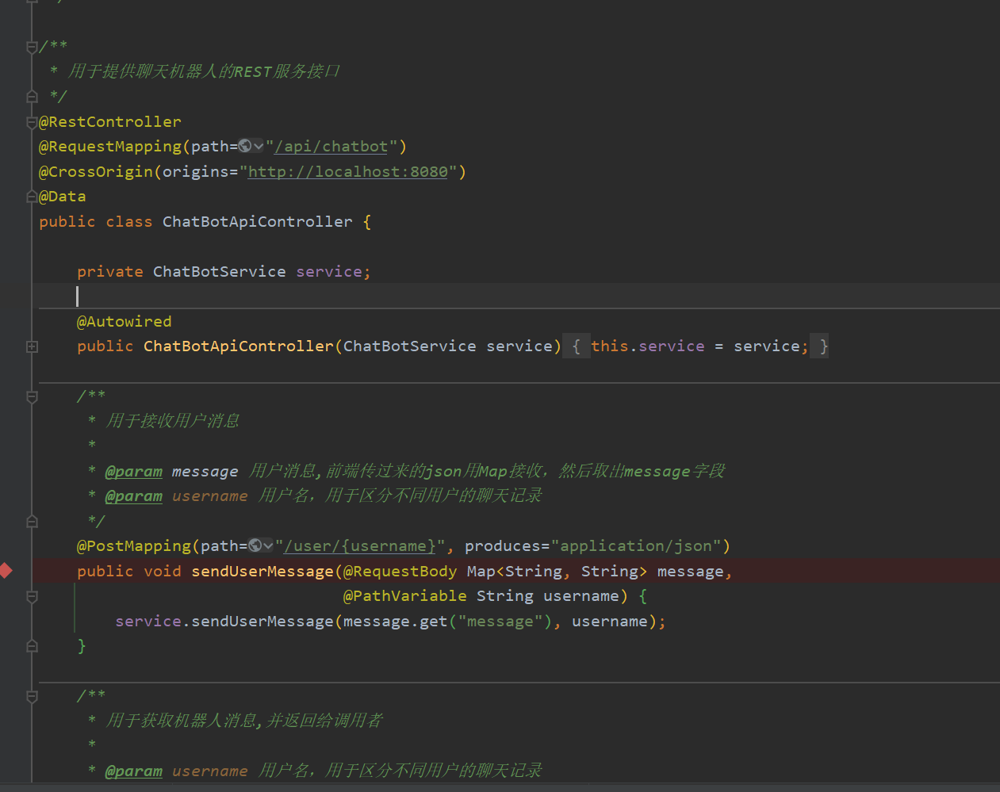 */
/**
* 用于提供聊天机器人的REST服务接口
*/
@RestController
@RequestMapping(path="/api/chatbot")
@CrossOrigin(origins="http://localhost:8080")
@Data
public class ChatBotApiController {
private ChatBotService service;
@Autowired
public ChatBotApiController(ChatBotService service) { this.service = service; }
/**
* 用于接收用户消息
*
* @param message 用户消息,前端传过来的json用Map接收，然后取出message字段
* @param username 用户名，用于区分不同用户的聊天记录
*/
@PostMapping(path="/user/{username}", produces="application/json")
public void sendUserMessage(@RequestBody Map<String, String> message,
@PathVariable String username) {
service.sendUserMessage(message.get("message"), username);
}
/**
* 用于获取机器人消息,并返回给调用者
*
* @param username 用户名，用于区分不同用户的聊天记录